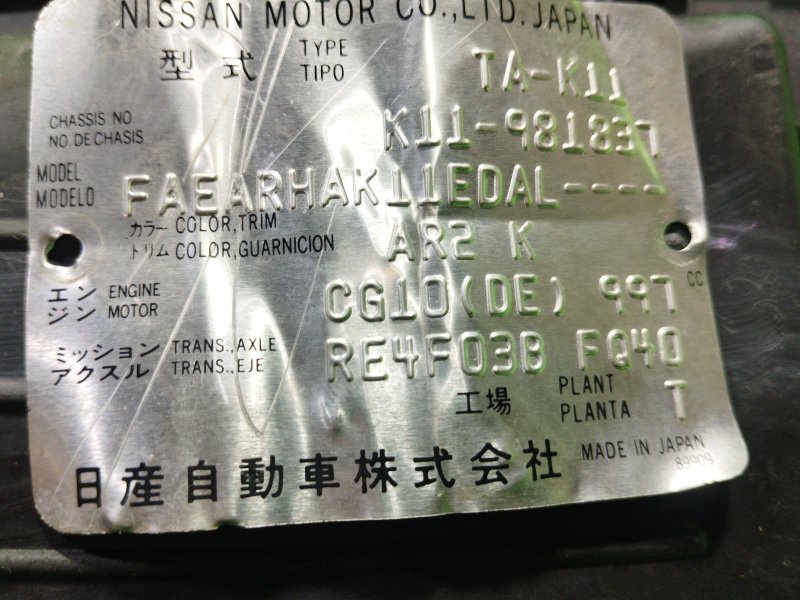 NISSAN MOTOR CO.,LTD.JAPAN
型式 TYPE TIPO TA-K11
CHASSIS NO
NO.DE CHASIS K11-981837
MODEL
MODELO FAEARHAK11EDAL----
カラー COLOR,TRIM
トリム COLOR,GUARNICION AR2 K
エン ENGINE
ジン MOTOR CG10(DE) 997 CC
ミッション TRANS.,AXLE
アクスル TRANS.,EJE RE4F03B FQ40
工場 PLANT
PLANTA T
日産自動車株式会社 MADE IN JAPAN
89909